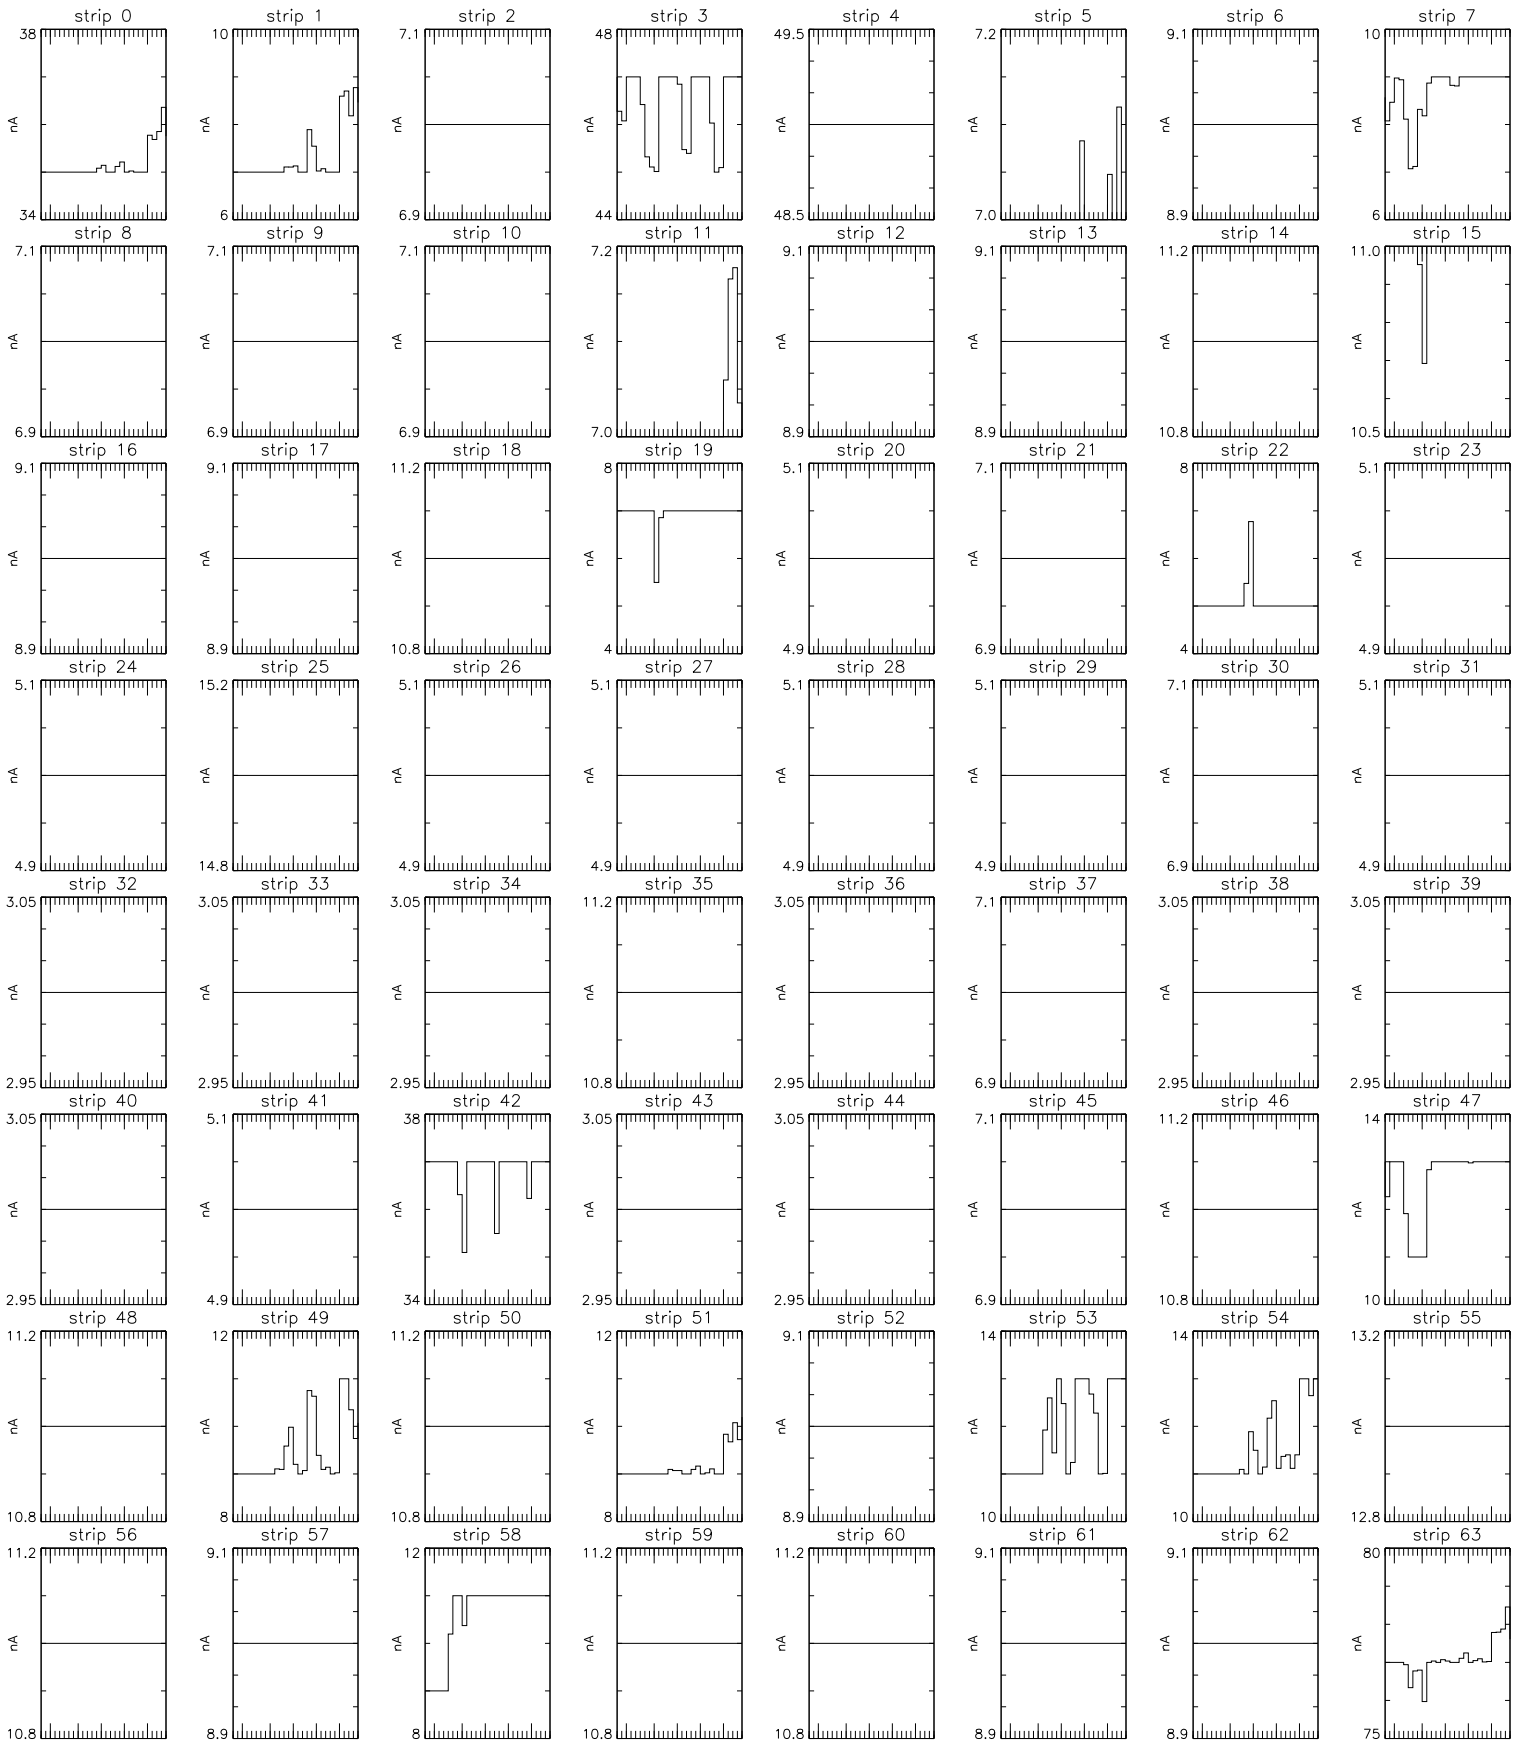 strip 0 strip 1 strip 2 strip 3 strip 4 strip 5 strip 6 strip 7
38 10 7.1 48 49.5 7.2 9.1 10
nA nA nA nA nA nA nA nA
34 6 6.9 44 48.5 7.0 8.9 6
strip 8 strip 9 strip 10 strip 11 strip 12 strip 13 strip 14 strip 15
7.1 7.1 7.1 7.2 9.1 9.1 11.2 11.0
nA nA nA nA nA nA nA nA
6.9 6.9 6.9 7.0 8.9 8.9 10.8 10.5
strip 16 strip 17 strip 18 strip 19 strip 20 strip 21 strip 22 strip 23
9.1 9.1 11.2 8 5.1 7.1 8 5.1
nA nA nA nA nA nA nA nA
8.9 8.9 10.8 4 4.9 6.9 4 4.9
strip 24 strip 25 strip 26 strip 27 strip 28 strip 29 strip 30 strip 31
5.1 15.2 5.1 5.1 5.1 5.1 7.1 5.1
nA nA nA nA nA nA nA nA
4.9 14.8 4.9 4.9 4.9 4.9 6.9 4.9
strip 32 strip 33 strip 34 strip 35 strip 36 strip 37 strip 38 strip 39
3.05 3.05 3.05 11.2 3.05 7.1 3.05 3.05
nA nA nA nA nA nA nA nA
2.95 2.95 2.95 10.8 2.95 6.9 2.95 2.95
strip 40 strip 41 strip 42 strip 43 strip 44 strip 45 strip 46 strip 47
3.05 5.1 38 3.05 3.05 7.1 11.2 14
nA nA nA nA nA nA nA nA
2.95 4.9 34 2.95 2.95 6.9 10.8 10
strip 48 strip 49 strip 50 strip 51 strip 52 strip 53 strip 54 strip 55
11.2 12 11.2 12 9.1 14 14 13.2
nA nA nA nA nA nA nA nA
10.8 8 10.8 8 8.9 10 10 12.8
strip 56 strip 57 strip 58 strip 59 strip 60 strip 61 strip 62 strip 63
11.2 9.1 12 11.2 11.2 9.1 9.1 80
nA nA nA nA nA nA nA nA
10.8 8.9 8 10.8 10.8 8.9 8.9 75